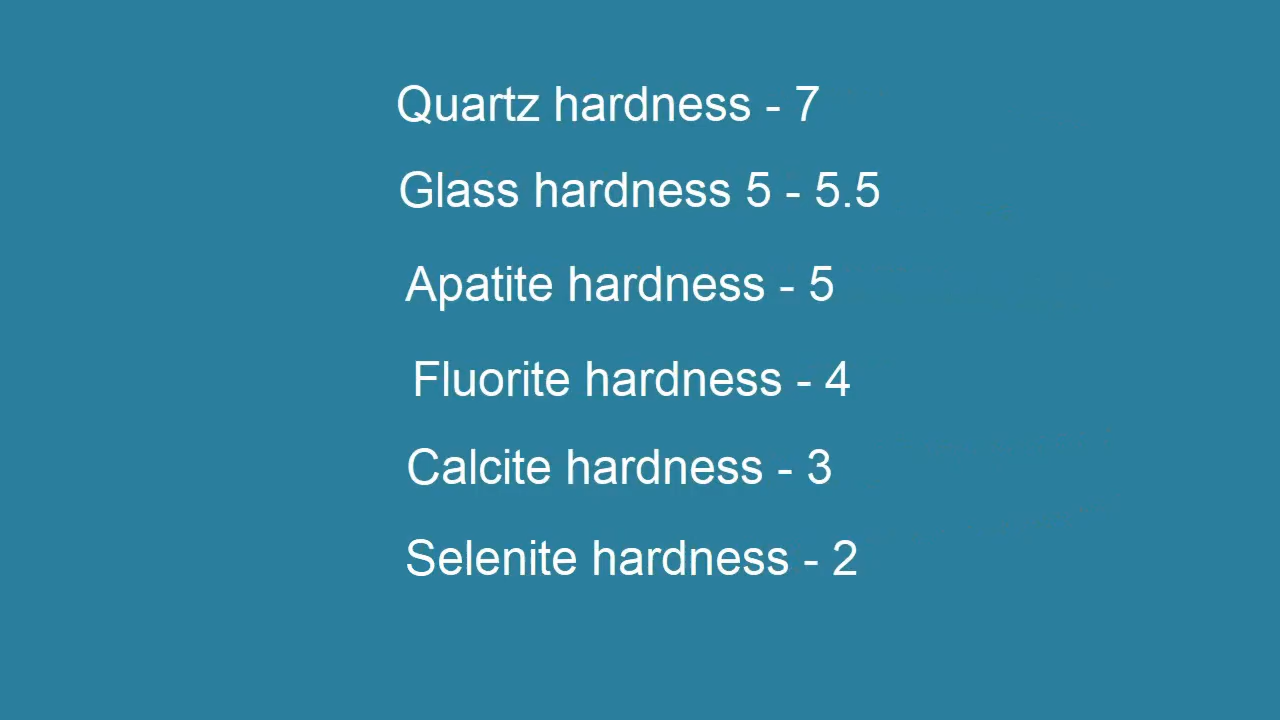 Quartz hardness - 7
Glass hardness 5 - 5.5
Apatite hardness - 5
Fluorite hardness - 4
Calcite hardness - 3
Selenite hardness - 2